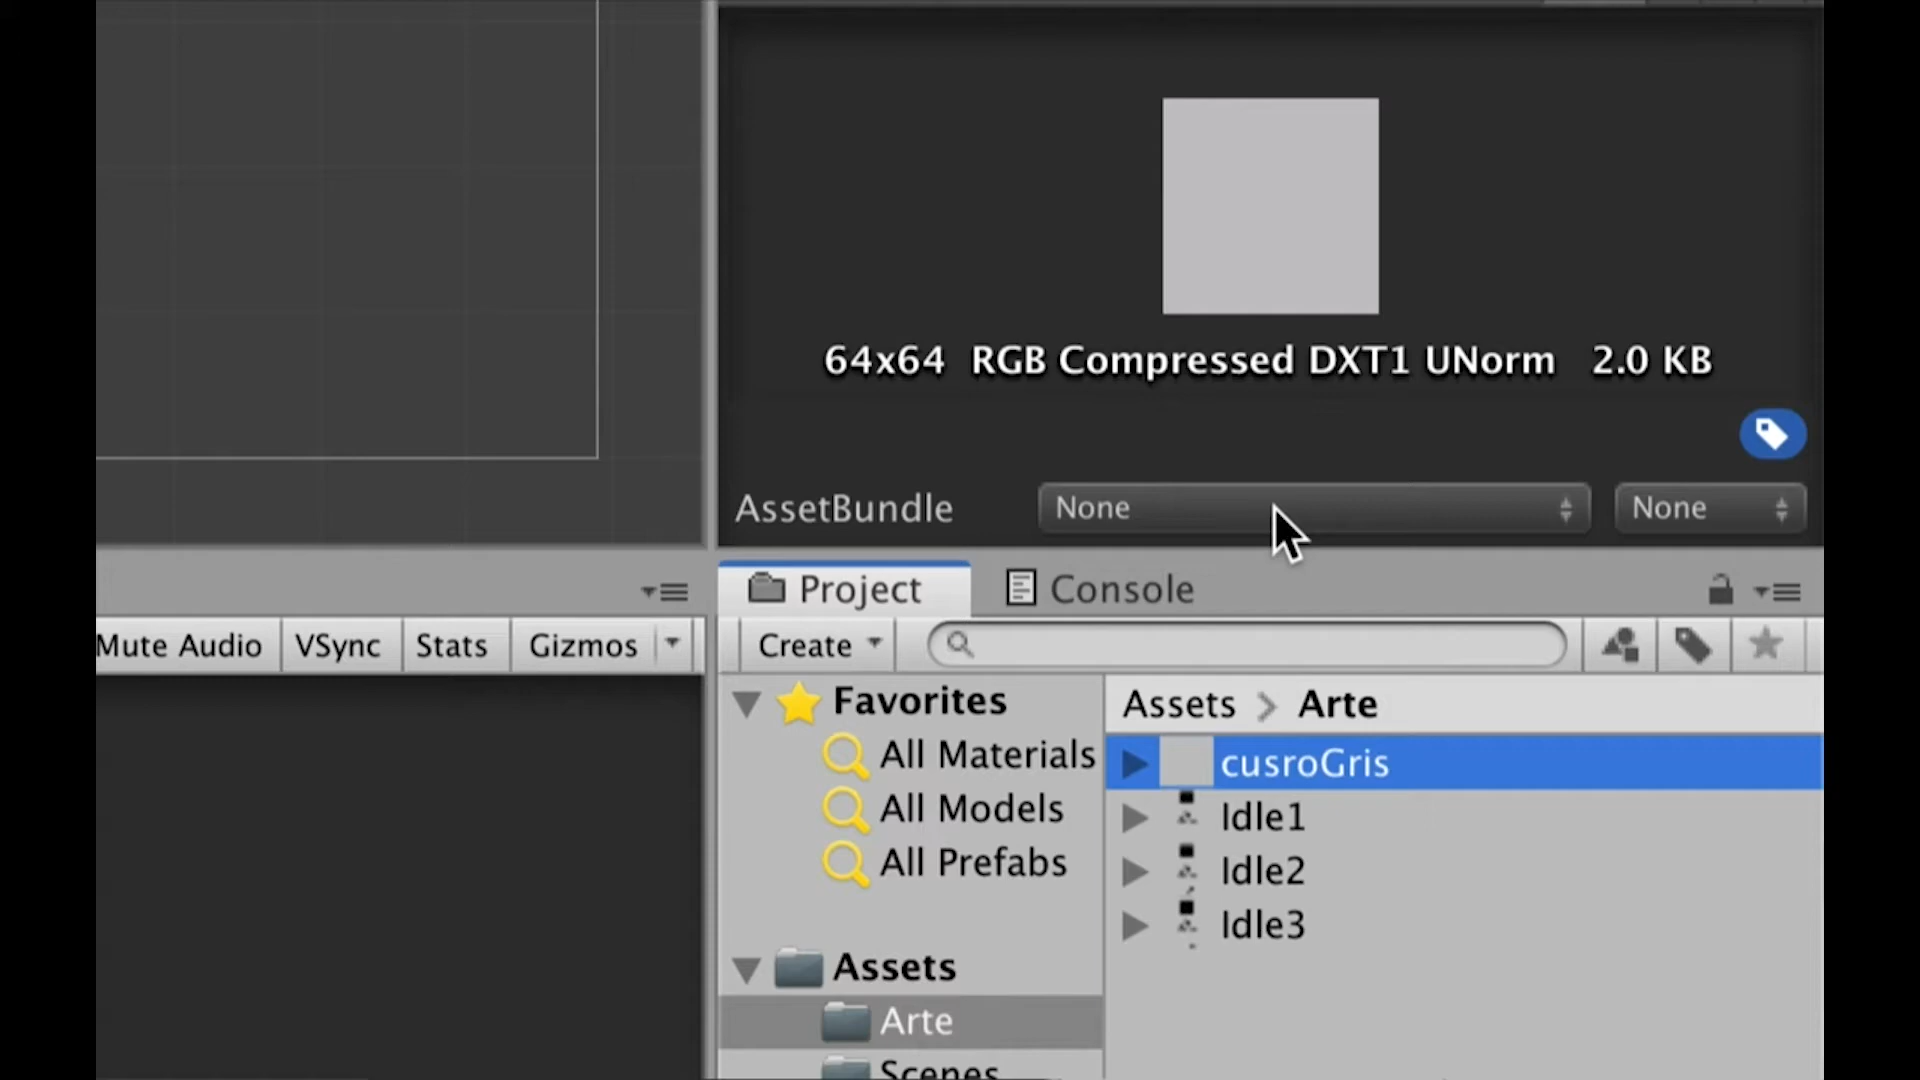 64x64 RGB Compressed DXT1 UNorm 2.0 KB
AssetBundle None None
Project Console
Mute Audio VSync Stats Gizmos
Create
Favorites
All Materials
All Models
All Prefabs
Assets
Arte
Scenes
Assets > Arte
cusroGris
Idle1
Idle2
Idle3